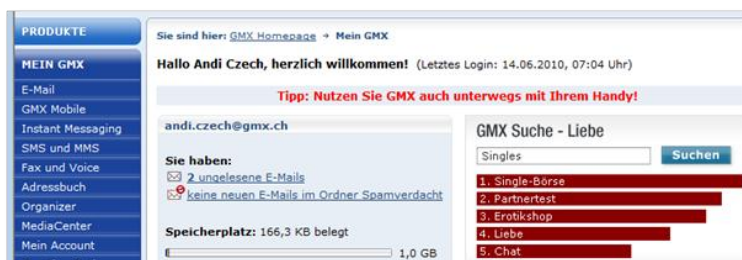 PRODUKTE
MEIN GMX
E-Mail
GMX Mobile
Instant Messaging
SMS und MMS
Fax und Voice
Adressbuch
Organizer
MediaCenter
Mein Account
Sie sind hier: GMX Homepage → Mein GMX
Hallo Andi Czech, herzlich willkommen! (Letztes Login: 14.06.2010, 07:04 Uhr)
Tipp: Nutzen Sie GMX auch unterwegs mit Ihrem Handy!
andi.czech@gmx.ch
Sie haben:
2 ungelesene E-Mails
keine neuen E-Mails im Ordner Spamverdacht
Speicherplatz: 166,3 KB belegt
1,0 GB
GMX Suche - Liebe
Singles Suchen
1. Single-Börse
2. Partnertest
3. Erotikshop
4. Liebe
5. Chat